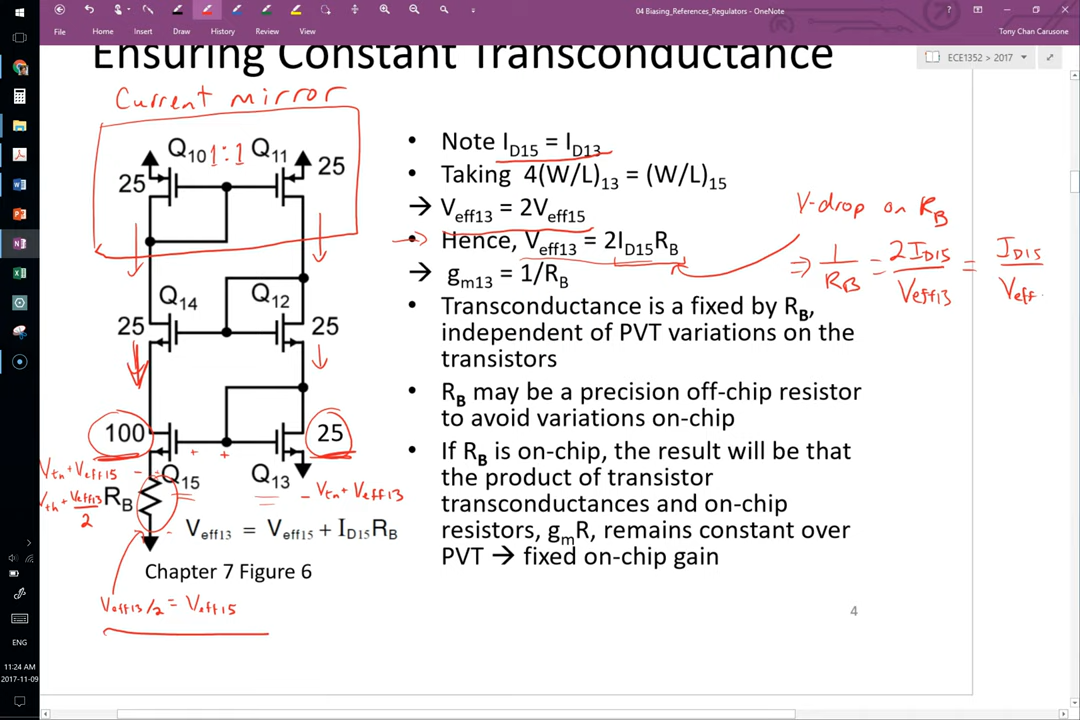 04 Biasing_References_Regulators - OneNote
File Home Insert Draw History Review View
Tony Chan Carusone
ECE1352 > 2017
Ensuring Constant Transconductance
Current mirror
Q10 1:1 Q11
25 25
Q14 Q12
25 25
100 25
Vtn + Veff15 - + +
Q15 Q13
- Vtn + Veff13
Vtn + Veff13/2
RB
-
Veff13 = Veff15 + ID15RB
Chapter 7 Figure 6
Veff13/2 = Veff15
• Note ID15 = ID13
• Taking 4(W/L)13 = (W/L)15
→ Veff13 = 2Veff15
• Hence, Veff13 = 2ID15RB
→ gm13 = 1/RB
• Transconductance is a fixed by RB,
independent of PVT variations on the
transistors
• RB may be a precision off-chip resistor
to avoid variations on-chip
• If RB is on-chip, the result will be that
the product of transistor
transconductances and on-chip
resistors, gmR, remains constant over
PVT → fixed on-chip gain
V-drop on RB
⇒ 1/RB = 2ID15/Veff13 = ID15/Veff
4
ENG
11:24 AM
2017-11-09